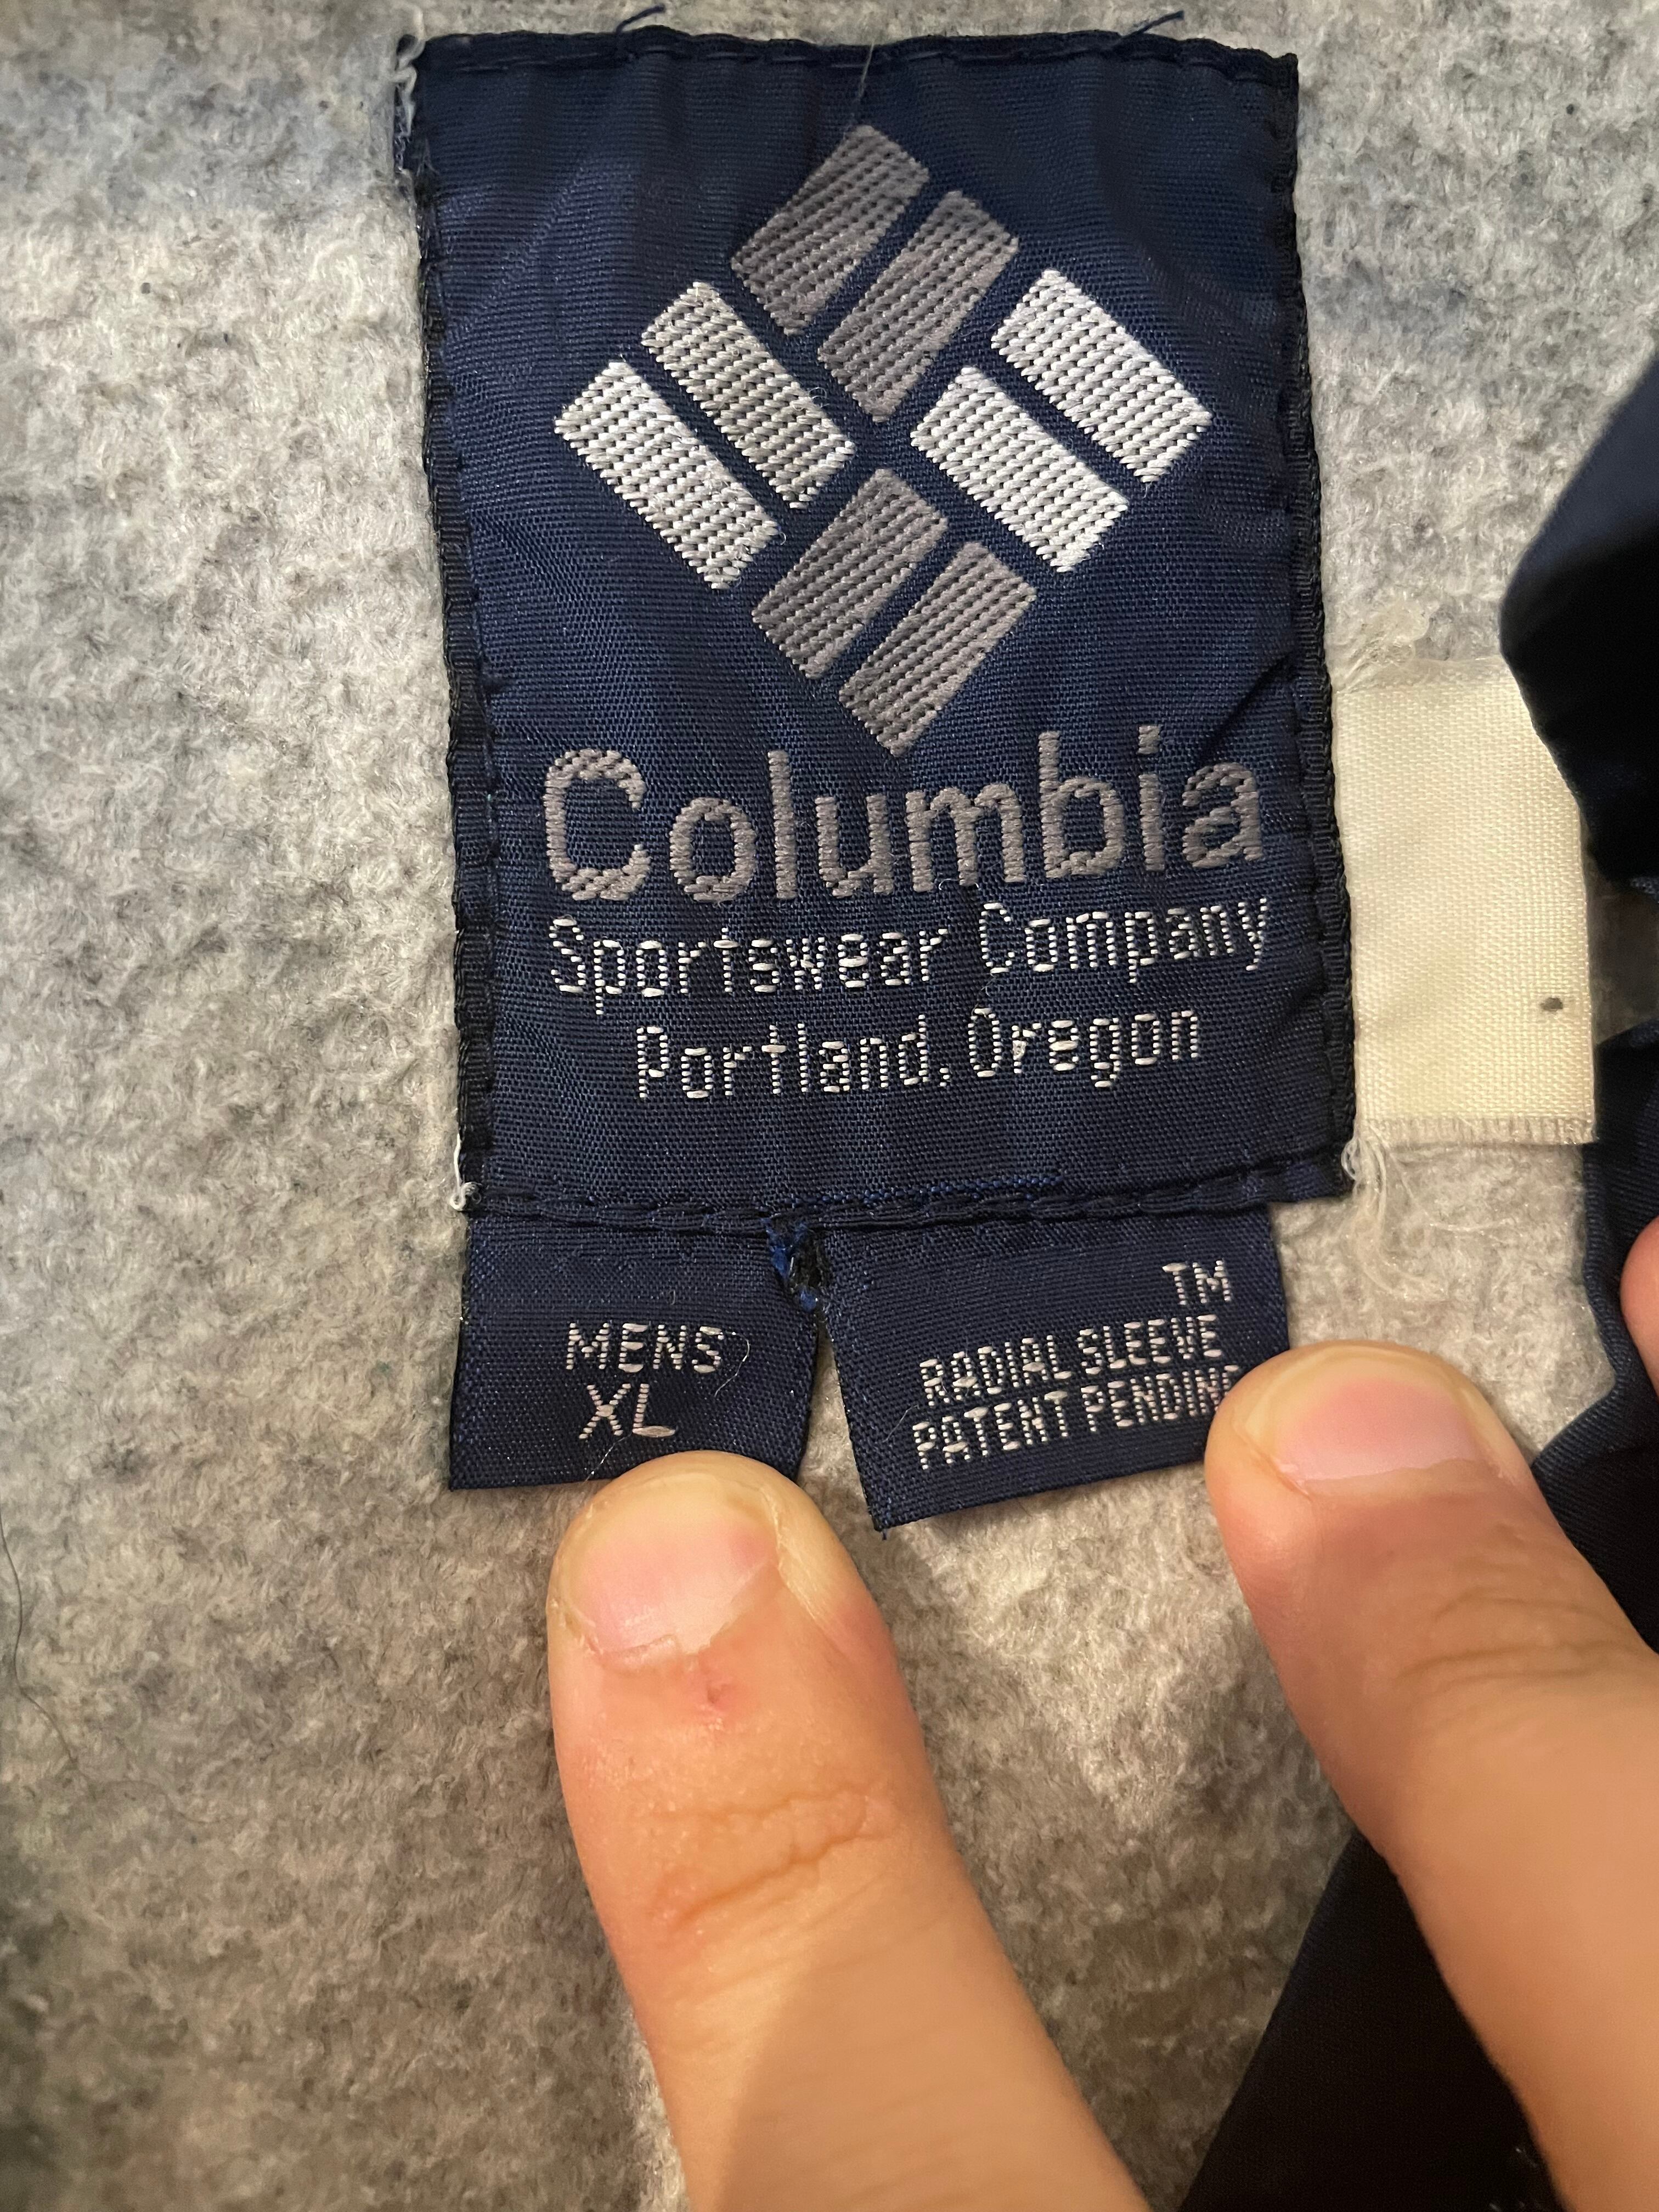 Columbia
Sportswear Company
Portland, Oregon
MENS
XL
TM
RADIAL SLEEVE
PATENT PENDING